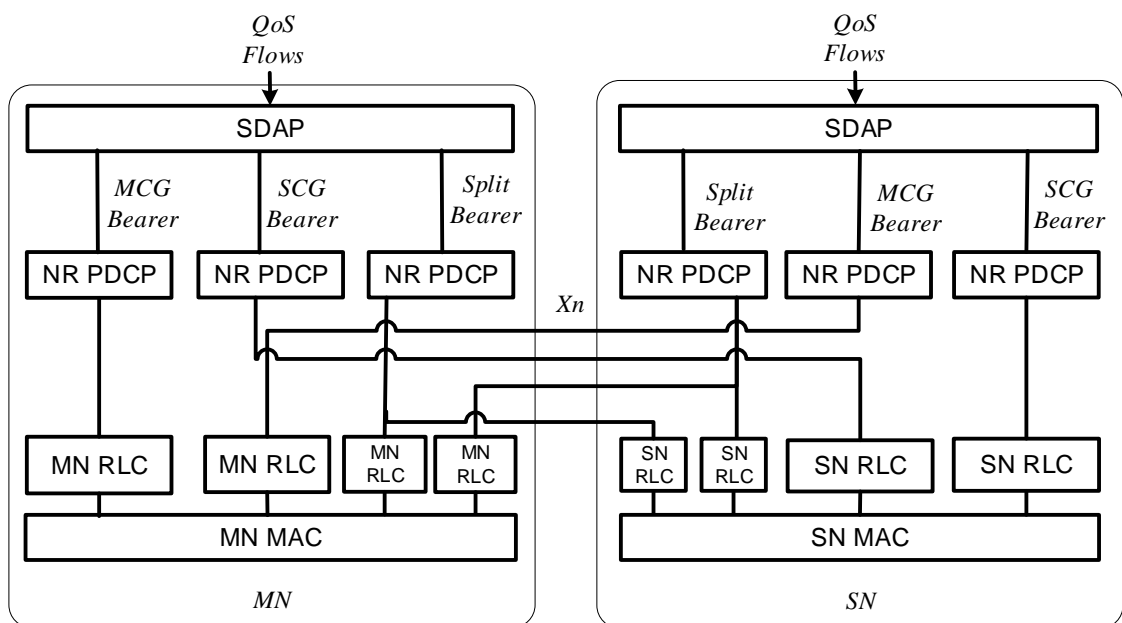 QoS
Flows
QoS
Flows
SDAP
SDAP
MCG
Bearer
SCG
Bearer
Split
Bearer
Split
Bearer
MCG
Bearer
SCG
Bearer
NR PDCP
NR PDCP
NR PDCP
NR PDCP
NR PDCP
NR PDCP
Xn
MN RLC
MN RLC
MN
RLC
MN
RLC
SN
RLC
SN
RLC
SN RLC
SN RLC
MN MAC
SN MAC
MN
SN